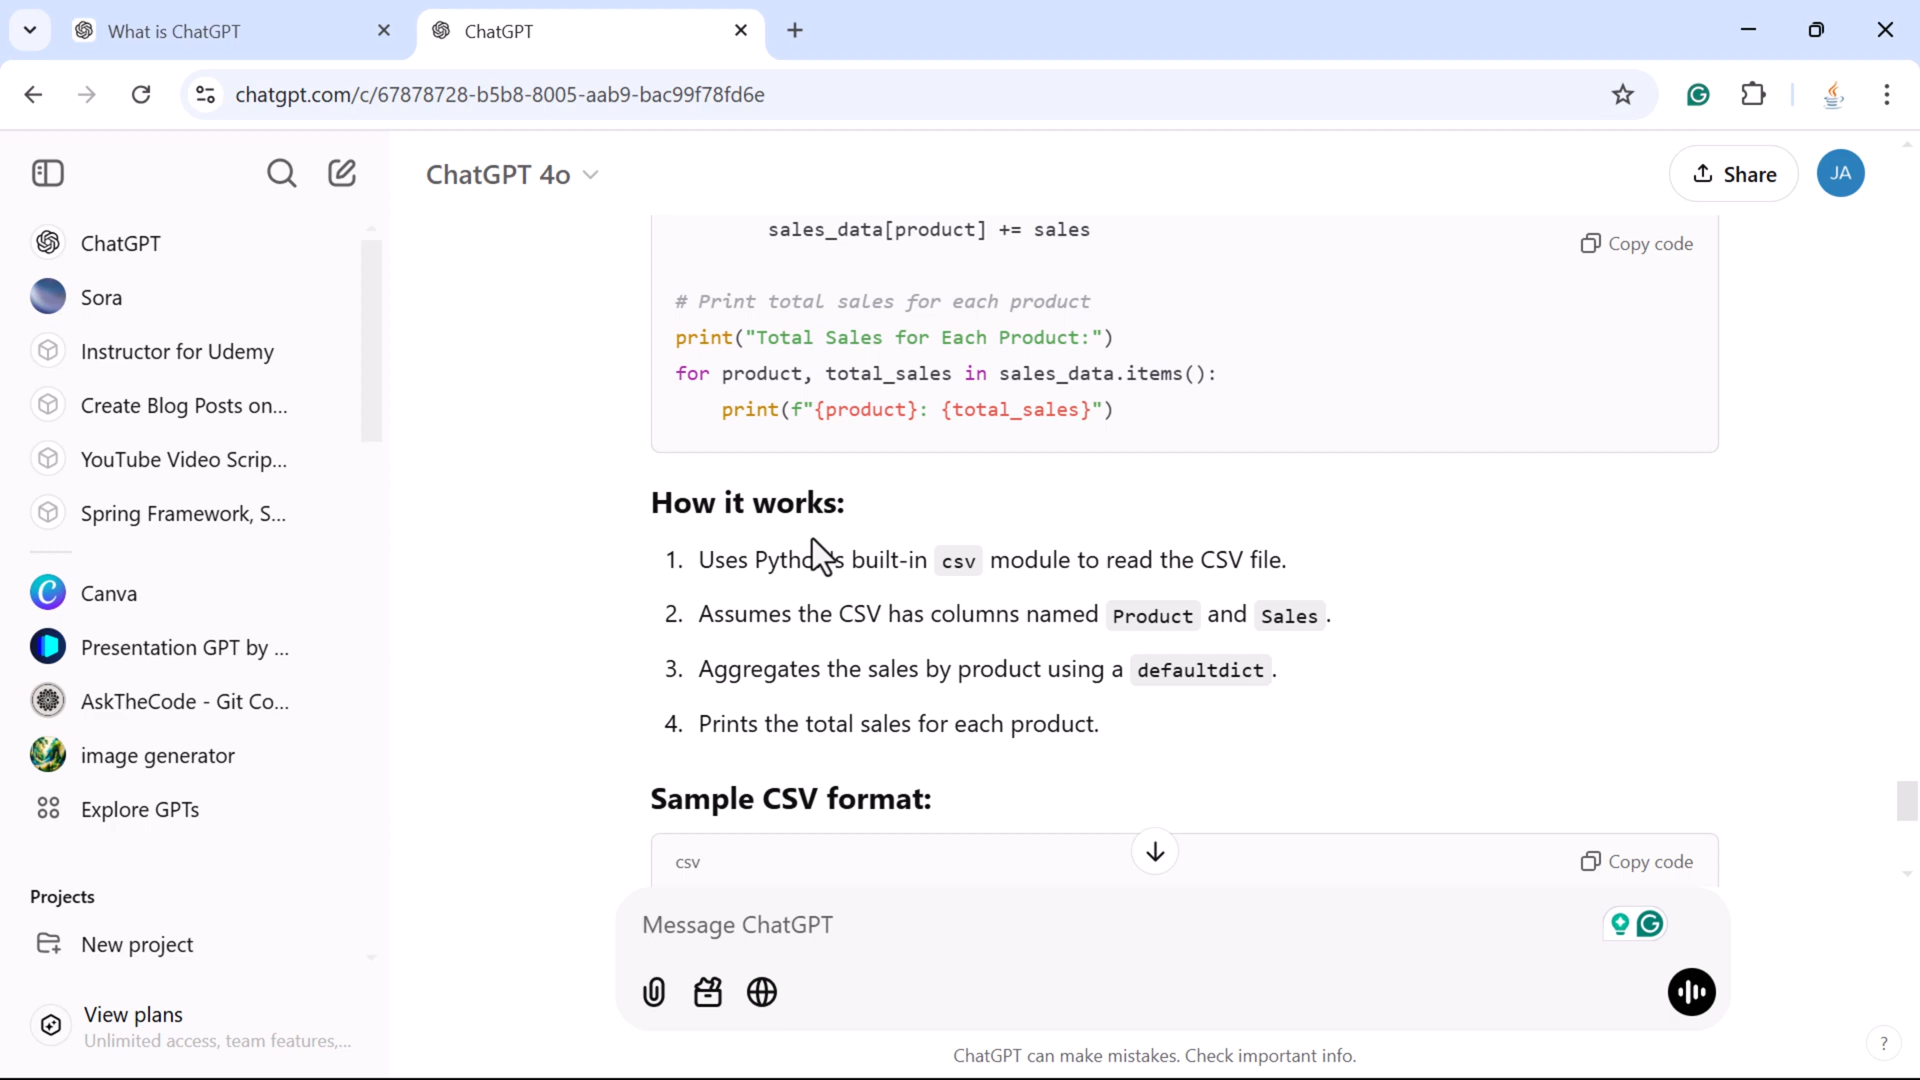 What is ChatGPT
ChatGPT
chatgpt.com/c/67878728-b5b8-8005-aab9-bac99f78fd6e
ChatGPT 4o
Share
JA
ChatGPT
Sora
Instructor for Udemy
Create Blog Posts on...
YouTube Video Scrip...
Spring Framework, S...
Canva
Presentation GPT by ...
AskTheCode - Git Co...
image generator
Explore GPTs
Projects
New project
View plans
Unlimited access, team features,...
sales_data[product] += sales
Copy code
# Print total sales for each product
print("Total Sales for Each Product:")
for product, total_sales in sales_data.items():
print(f"{product}: {total_sales}")
How it works:
1. Uses Python's built-in csv module to read the CSV file.
2. Assumes the CSV has columns named Product and Sales.
3. Aggregates the sales by product using a defaultdict.
4. Prints the total sales for each product.
Sample CSV format:
csv
Copy code
Message ChatGPT
ChatGPT can make mistakes. Check important info.
?